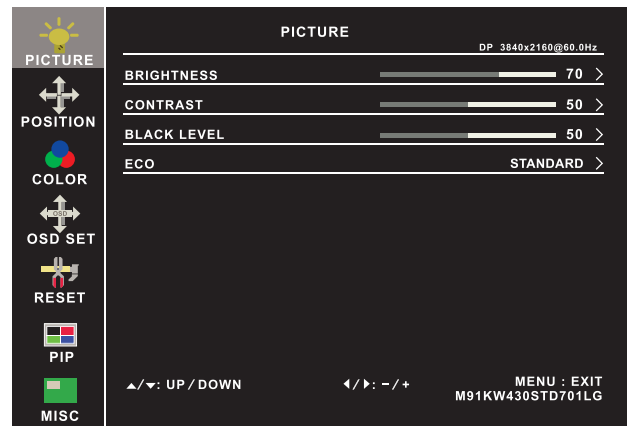 PICTURE
DP 3840x2160@60.0Hz
PICTURE
BRIGHTNESS 70
CONTRAST 50
POSITION
BLACK LEVEL 50
ECO STANDARD
COLOR
OSD
OSD SET
RESET
PIP
▲/▼: UP / DOWN ◀/▶: - / + MENU : EXIT
M91KW430STD701LG
MISC